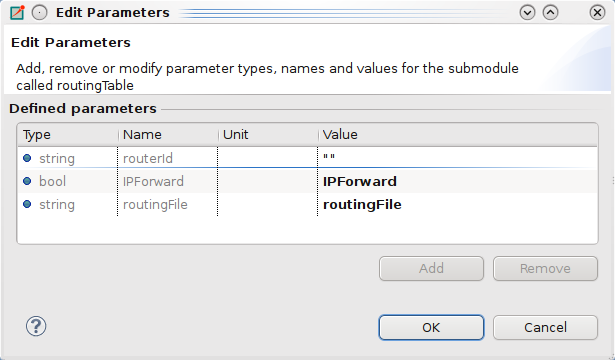 Edit Parameters
Edit Parameters
Add, remove or modify parameter types, names and values for the submodule
called routingTable
Defined parameters
Type Name Unit Value
string routerId ""
bool IPForward IPForward
string routingFile routingFile
Add Remove
? OK Cancel